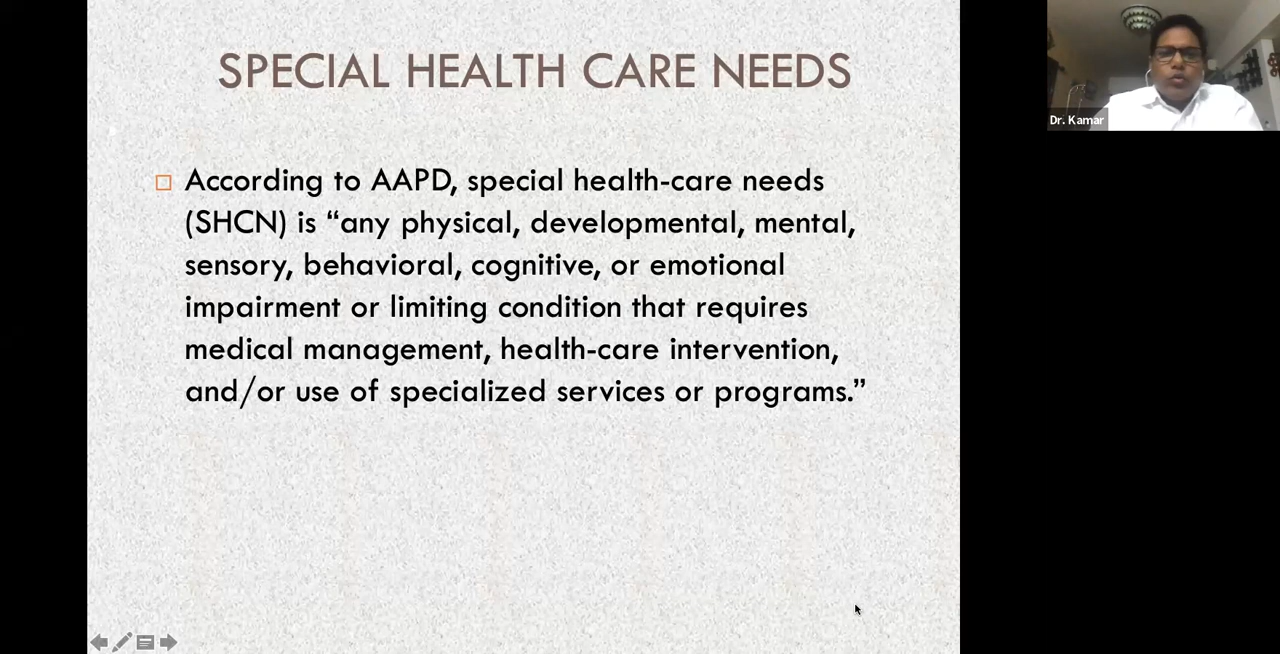 SPECIAL HEALTH CARE NEEDS
According to AAPD, special health-care needs
(SHCN) is “any physical, developmental, mental,
sensory, behavioral, cognitive, or emotional
impairment or limiting condition that requires
medical management, health-care intervention,
and/or use of specialized services or programs.”
Dr. Kamar